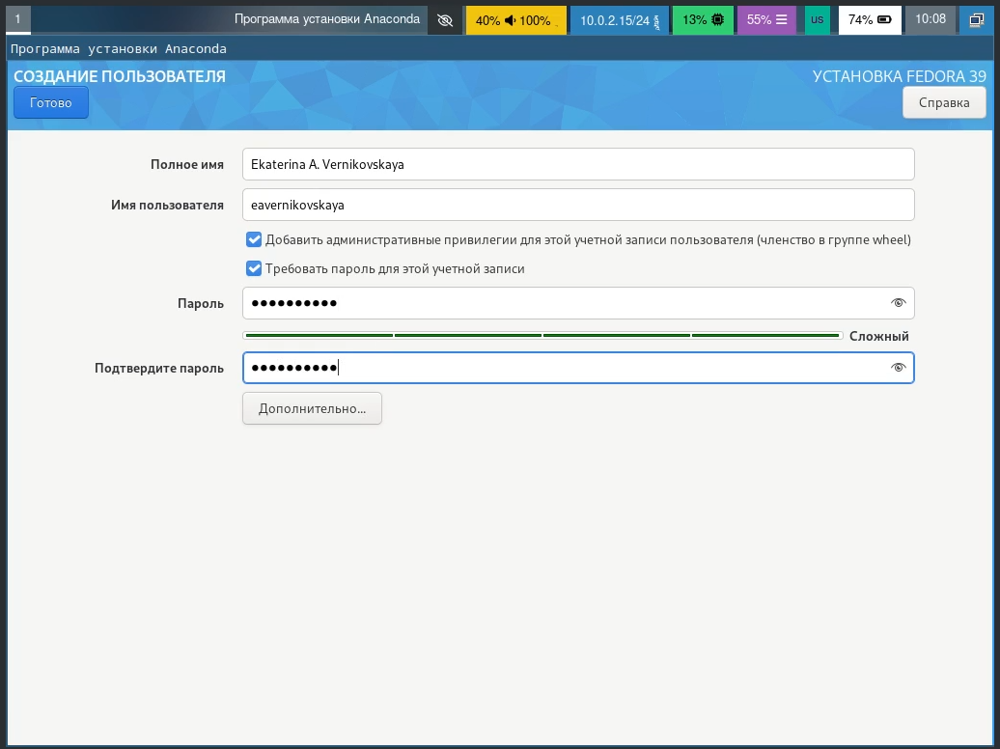 1 Программа установки Anaconda 40% 100% 10.0.2.15/24 13% 55% us 74% 10:08
Программа установки Anaconda
СОЗДАНИЕ ПОЛЬЗОВАТЕЛЯ УСТАНОВКА FEDORA 39
Готово Справка
Полное имя Ekaterina A. Vernikovskaya
Имя пользователя eavernikovskaya
Добавить административные привилегии для этой учетной записи пользователя (членство в группе wheel)
Требовать пароль для этой учетной записи
Пароль ●●●●●●●●●●
Сложный
Подтвердите пароль ●●●●●●●●●●
Дополнительно...